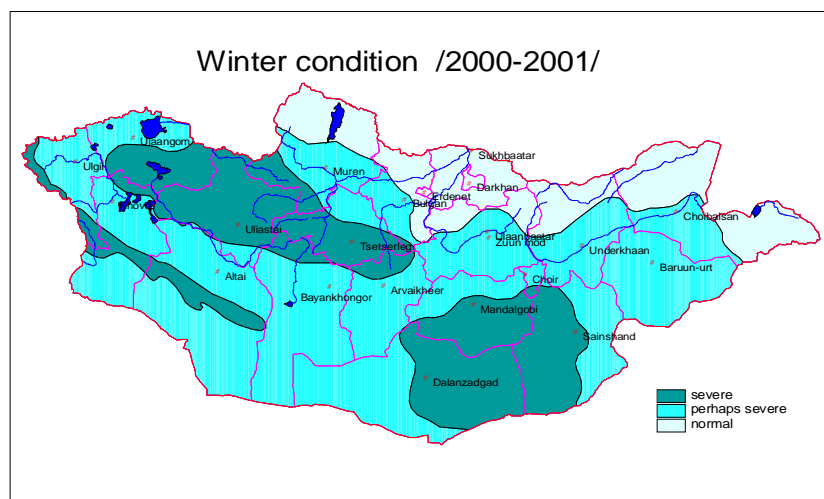 Winter condition /2000-2001/
Ulaangom
Sukhbaatar
Ulgii
Muren
Darkhan
Erdenet
Bulgan
Choibalsan
Uliastai
Ulaanbaatar
Zuun mod
Tsetserleg
Underkhaan
Baruun-urt
Altai
Choir
Bayankhongor
Arvaikheer
Mandalgobi
Sainshand
Dalanzadgad
severe
perhaps severe
normal